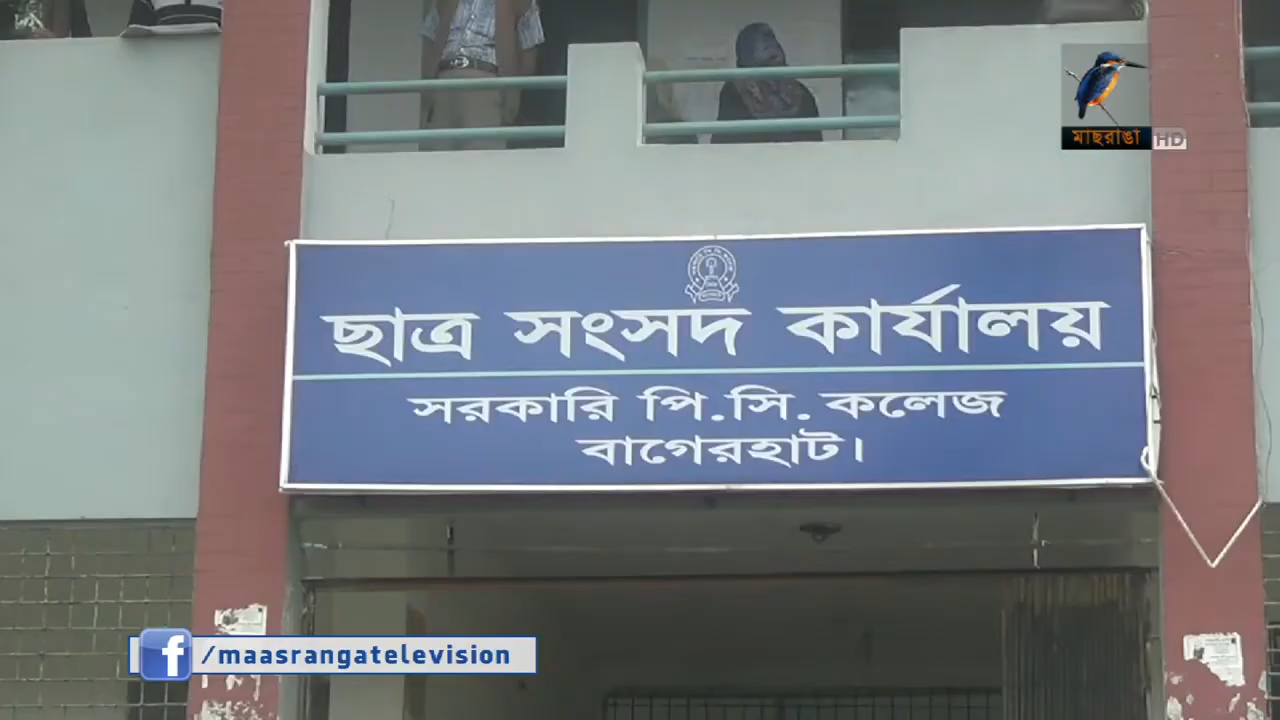 মাছরাঙা HD
ছাত্র সংসদ কার্যালয়
সরকারি পি.সি. কলেজ
বাগেরহাট।
f /maasrangatelevision